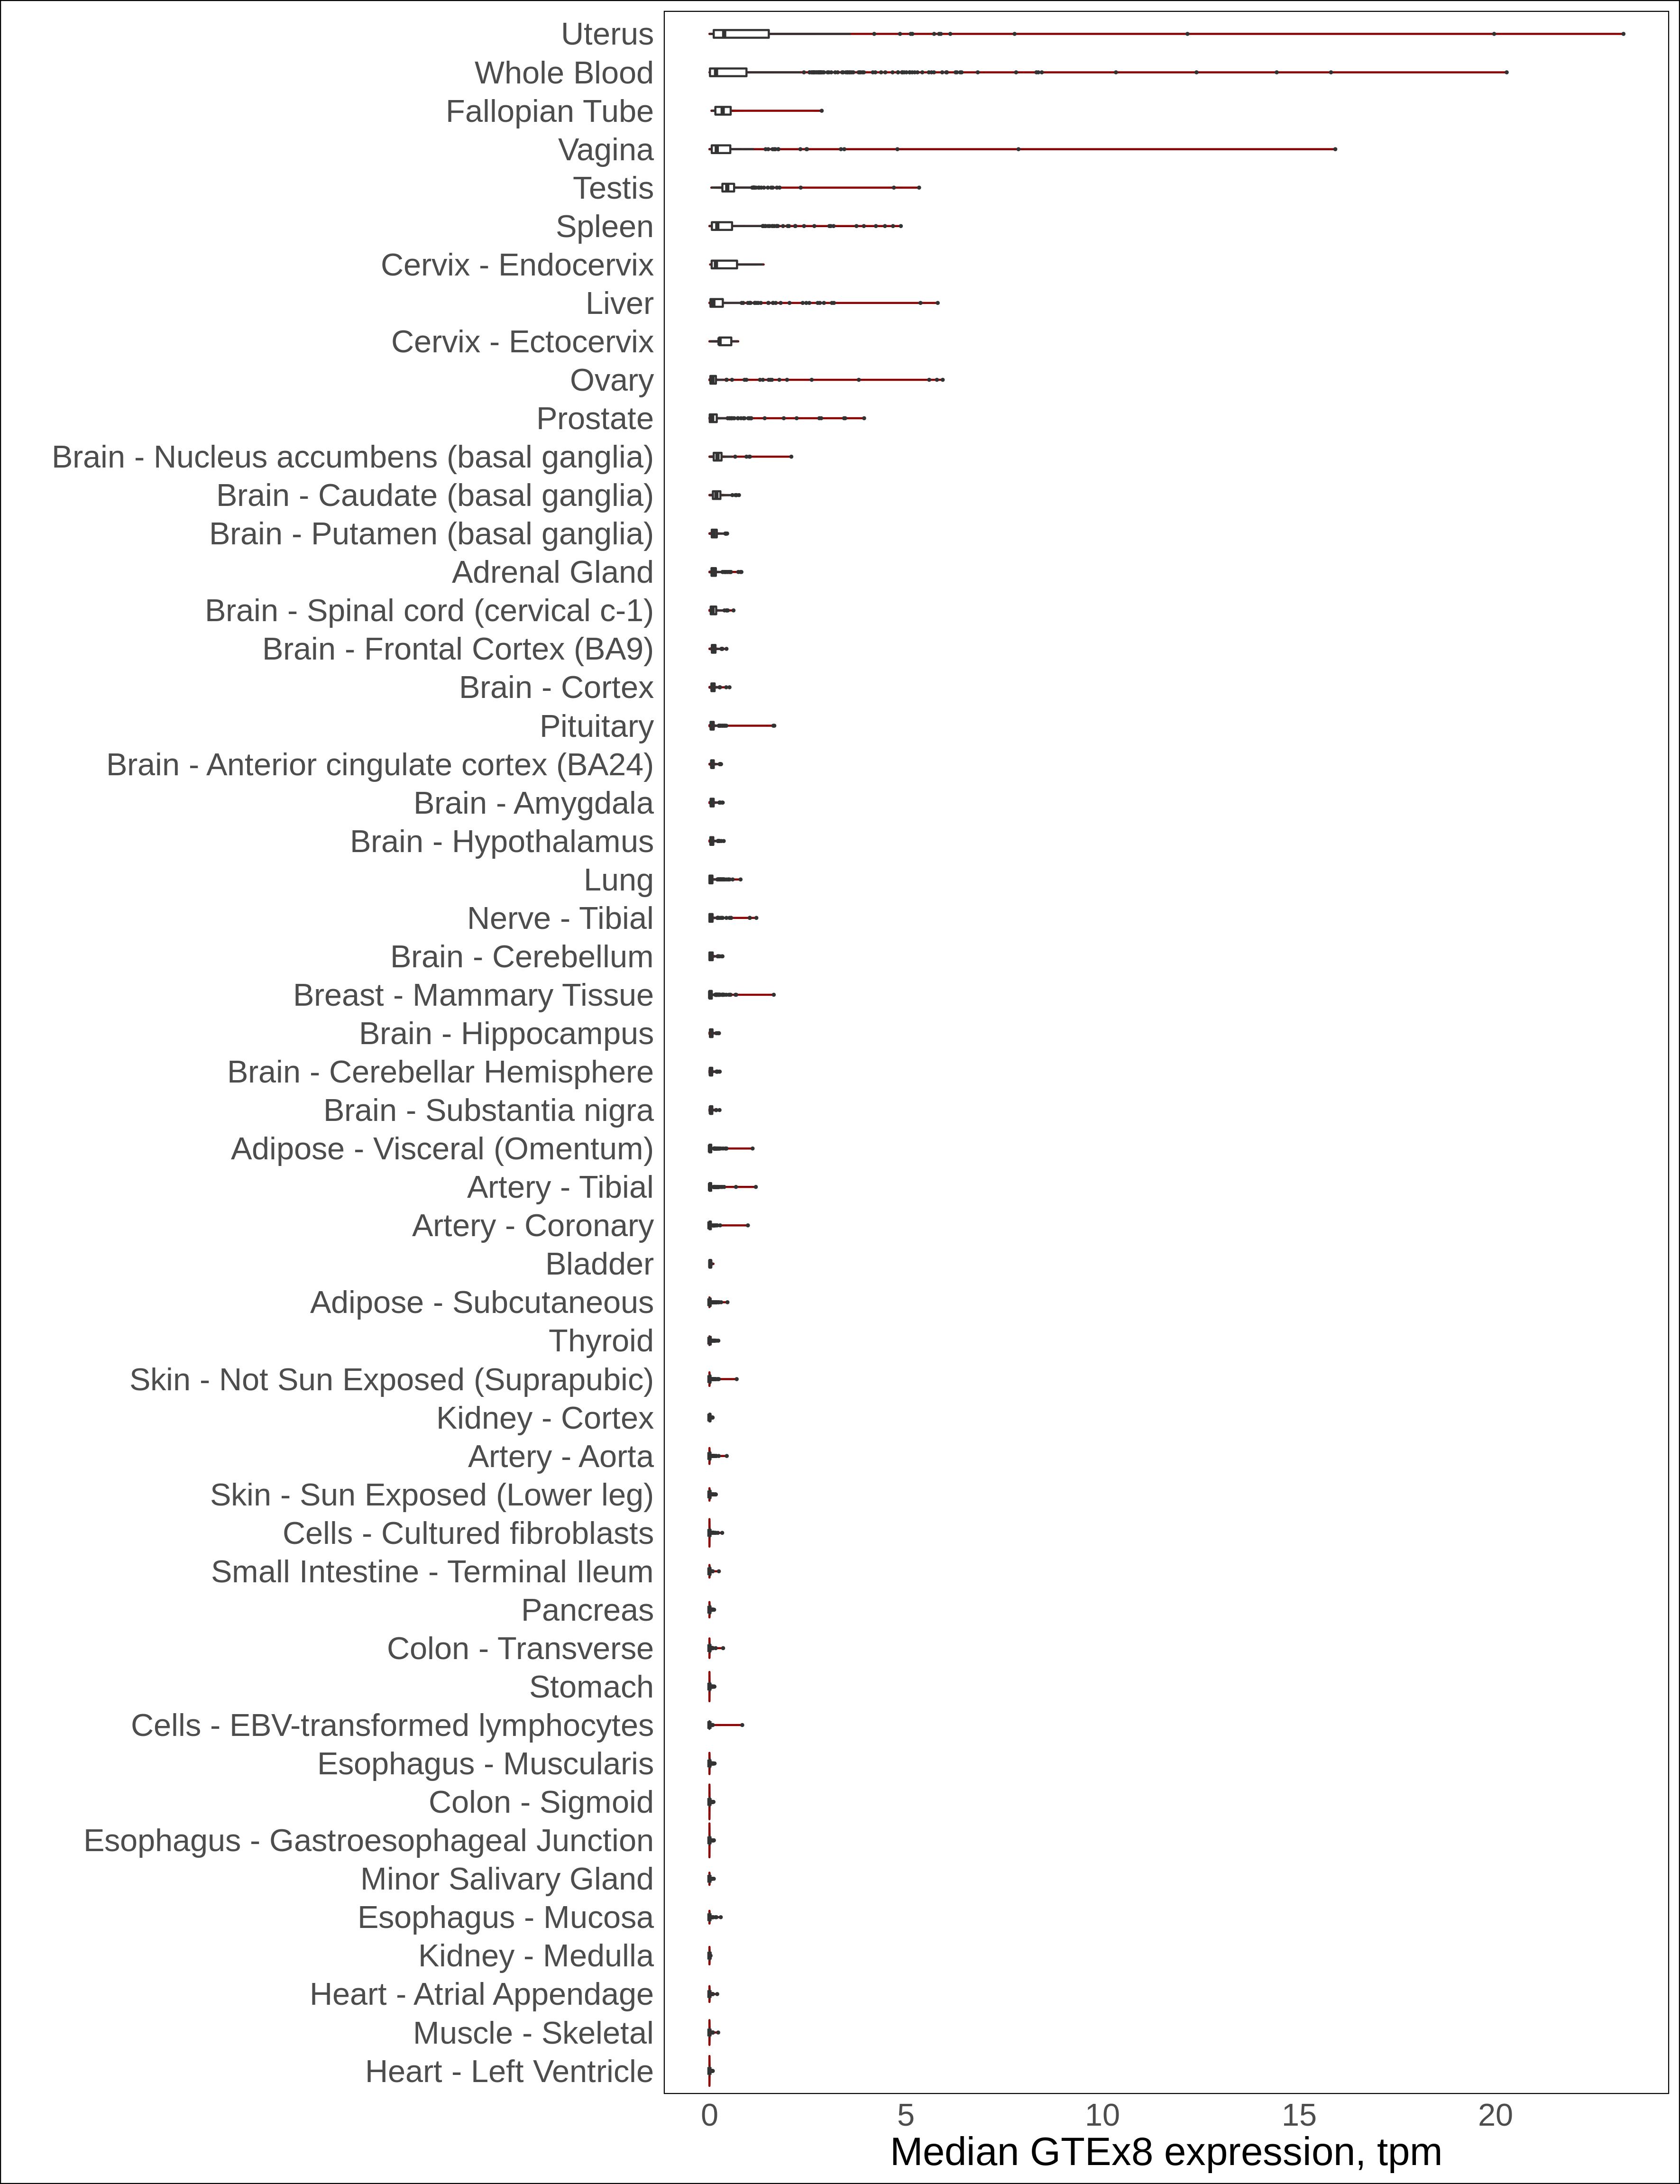 Uterus
Whole Blood
Fallopian Tube
Vagina
Testis
Spleen
Cervix - Endocervix
Liver
Cervix - Ectocervix
Ovary
Prostate
Brain - Nucleus accumbens (basal ganglia)
Brain - Caudate (basal ganglia)
Brain - Putamen (basal ganglia)
Adrenal Gland
Brain - Spinal cord (cervical c-1)
Brain - Frontal Cortex (BA9)
Brain - Cortex
Pituitary
Brain - Anterior cingulate cortex (BA24)
Brain - Amygdala
Brain - Hypothalamus
Lung
Nerve - Tibial
Brain - Cerebellum
Breast - Mammary Tissue
Brain - Hippocampus
Brain - Cerebellar Hemisphere
Brain - Substantia nigra
Adipose - Visceral (Omentum)
Artery - Tibial
Artery - Coronary
Bladder
Adipose - Subcutaneous
Thyroid
Skin - Not Sun Exposed (Suprapubic)
Kidney - Cortex
Artery - Aorta
Skin - Sun Exposed (Lower leg)
Cells - Cultured fibroblasts
Small Intestine - Terminal Ileum
Pancreas
Colon - Transverse
Stomach
Cells - EBV-transformed lymphocytes
Esophagus - Muscularis
Colon - Sigmoid
Esophagus - Gastroesophageal Junction
Minor Salivary Gland
Esophagus - Mucosa
Kidney - Medulla
Heart - Atrial Appendage
Muscle - Skeletal
Heart - Left Ventricle
0 5 10 15 20
Median GTEx8 expression, tpm